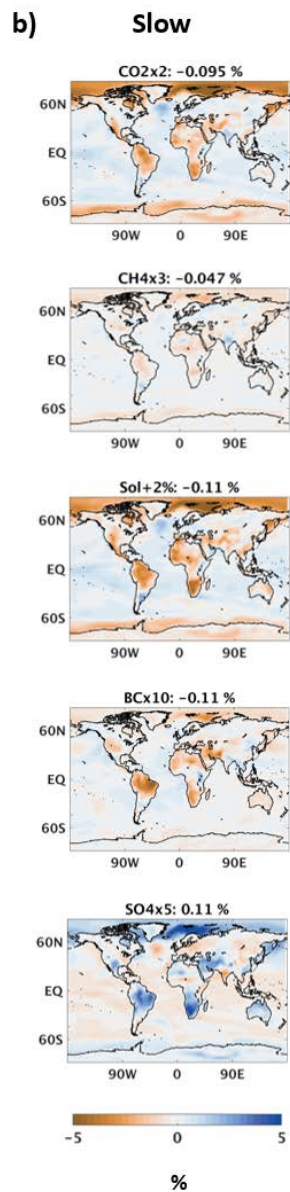 b) Slow
CO2x2: -0.095 %
60N
EQ
60S
90W 0 90E
CH4x3: -0.047 %
60N
EQ
60S
90W 0 90E
Sol+2%: -0.11 %
60N
EQ
60S
90W 0 90E
BCx10: -0.11 %
60N
EQ
60S
90W 0 90E
SO4x5: 0.11 %
60N
EQ
60S
90W 0 90E
-5 0 5
%